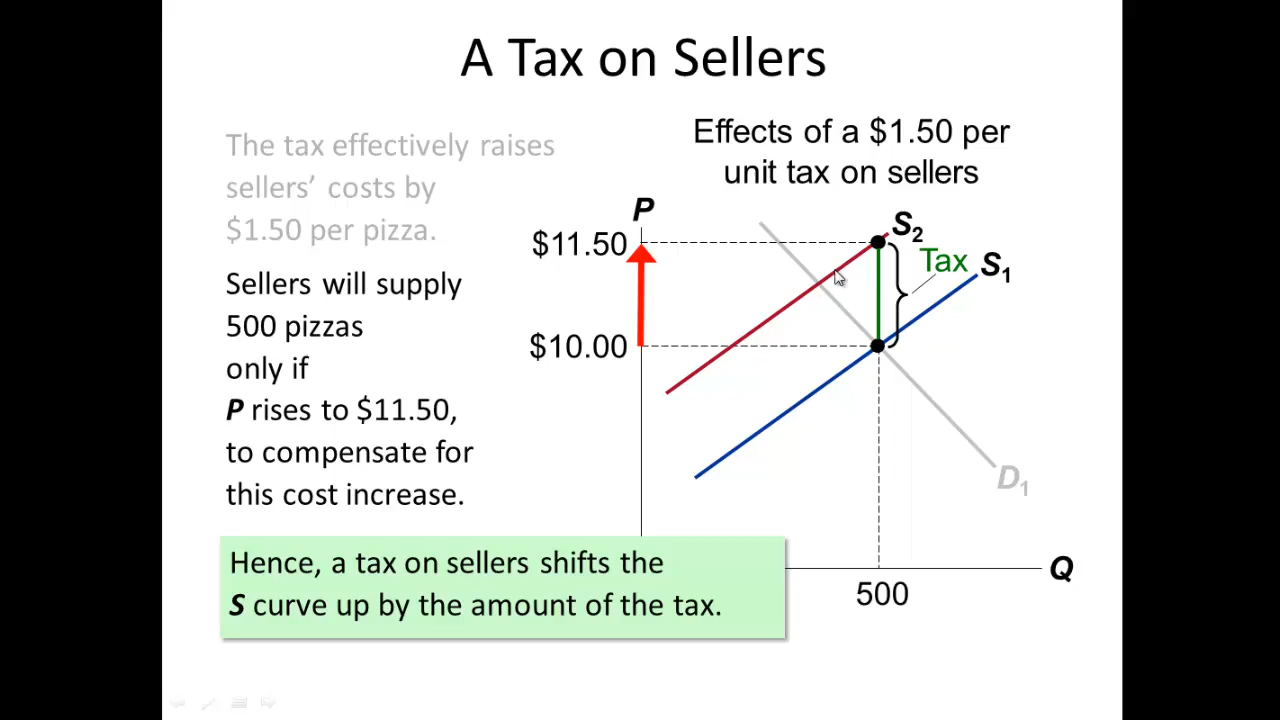 A Tax on Sellers
The tax effectively raises
sellers’ costs by
$1.50 per pizza.
Sellers will supply
500 pizzas
only if
P rises to $11.50,
to compensate for
this cost increase.
Hence, a tax on sellers shifts the
S curve up by the amount of the tax.
Effects of a $1.50 per
unit tax on sellers
P
S2
$11.50
Tax
S1
$10.00
D1
Q
500